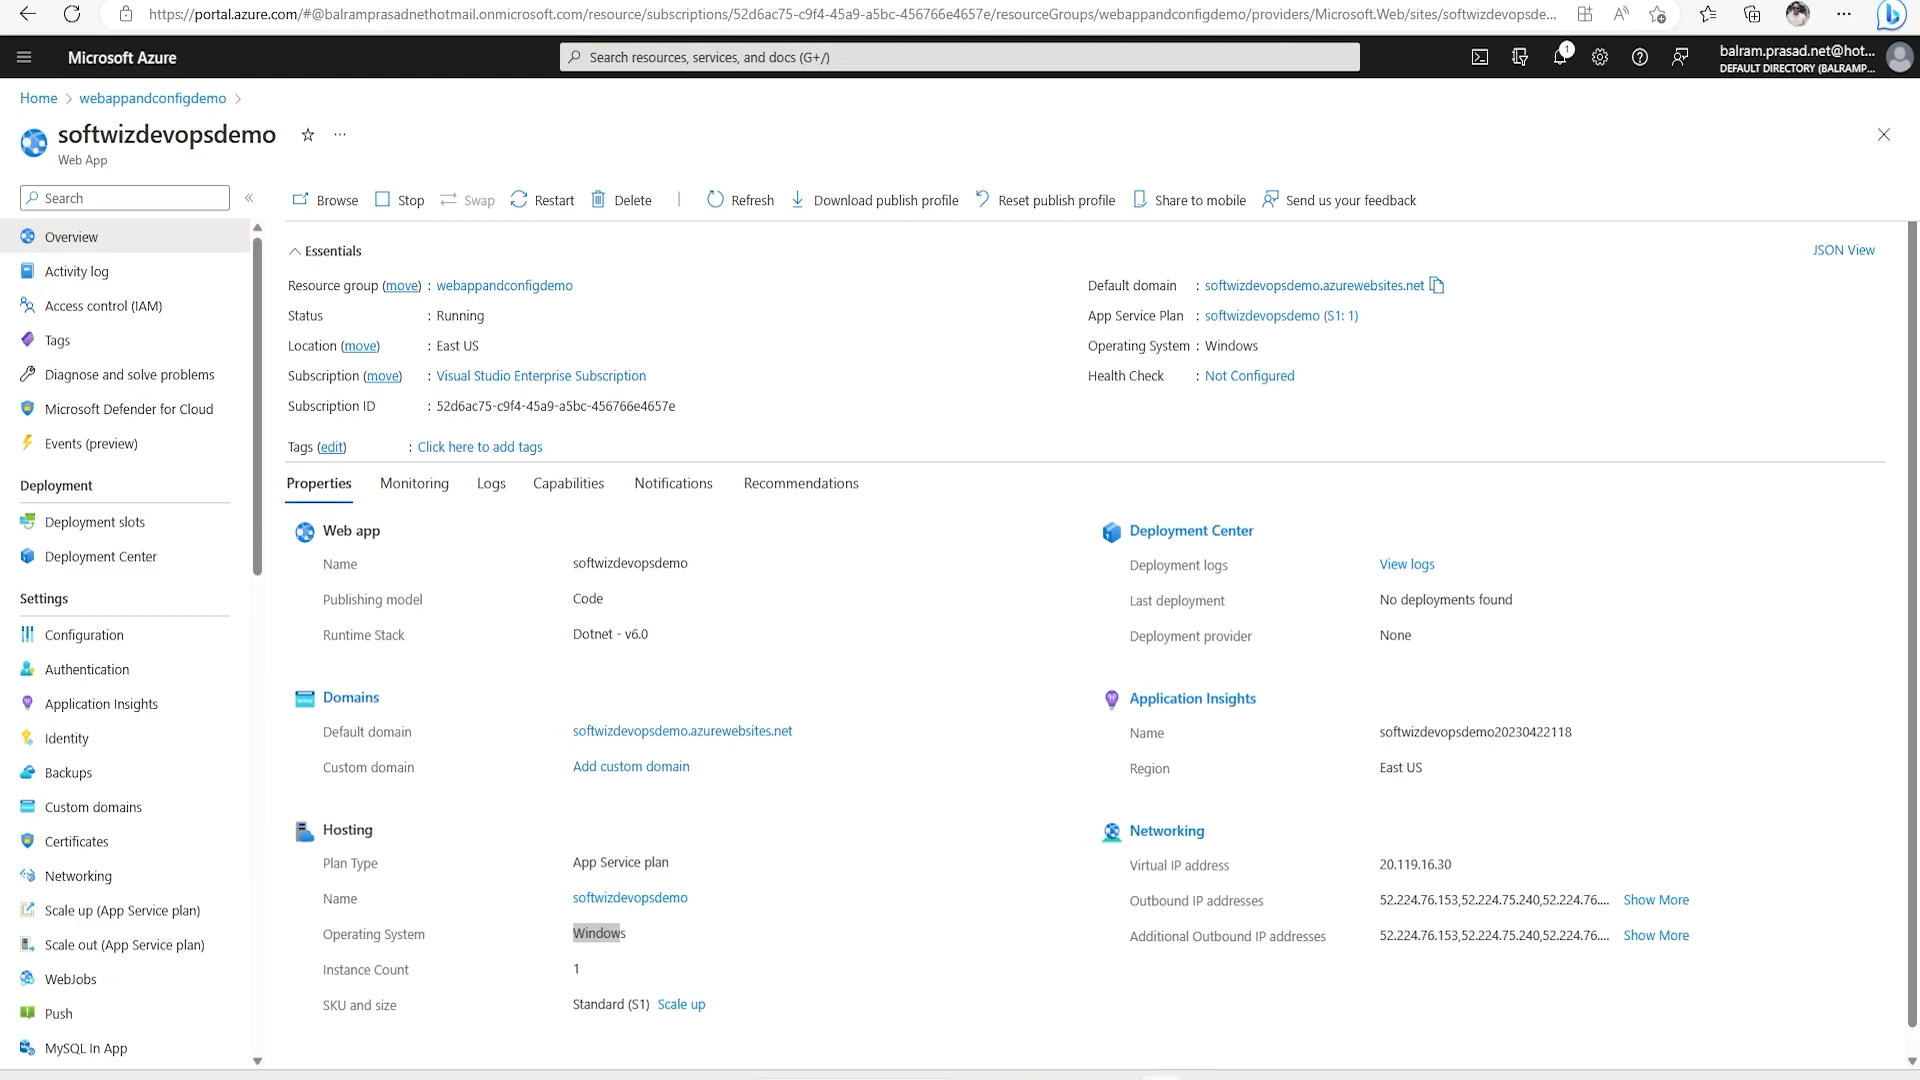 https://portal.azure.com/#@balramprasadnethotmail.onmicrosoft.com/resource/subscriptions/52d6ac75-c9f4-45a9-a5bc-456766e4657e/resourceGroups/webappandconfigdemo/providers/Microsoft.Web/sites/softwizdevopsde...
Microsoft Azure
Search resources, services, and docs (G+/)
1
balram.prasad.net@hot...
DEFAULT DIRECTORY (BALRAMP...
Home > webappandconfigdemo >
softwizdevopsdemo
Web App
Search
Browse Stop Swap Restart Delete Refresh Download publish profile Reset publish profile Share to mobile Send us your feedback
Overview
Activity log
Access control (IAM)
Tags
Diagnose and solve problems
Microsoft Defender for Cloud
Events (preview)
Deployment
Deployment slots
Deployment Center
Settings
Configuration
Authentication
Application Insights
Identity
Backups
Custom domains
Certificates
Networking
Scale up (App Service plan)
Scale out (App Service plan)
WebJobs
Push
MySQL In App
Essentials
JSON View
Resource group (move) : webappandconfigdemo
Status : Running
Location (move) : East US
Subscription (move) : Visual Studio Enterprise Subscription
Subscription ID : 52d6ac75-c9f4-45a9-a5bc-456766e4657e
Default domain : softwizdevopsdemo.azurewebsites.net
App Service Plan : softwizdevopsdemo (S1: 1)
Operating System : Windows
Health Check : Not Configured
Tags (edit) : Click here to add tags
Properties Monitoring Logs Capabilities Notifications Recommendations
Web app
Name softwizdevopsdemo
Publishing model Code
Runtime Stack Dotnet - v6.0
Domains
Default domain softwizdevopsdemo.azurewebsites.net
Custom domain Add custom domain
Hosting
Plan Type App Service plan
Name softwizdevopsdemo
Operating System Windows
Instance Count 1
SKU and size Standard (S1) Scale up
Deployment Center
Deployment logs View logs
Last deployment No deployments found
Deployment provider None
Application Insights
Name softwizdevopsdemo20230422118
Region East US
Networking
Virtual IP address 20.119.16.30
Outbound IP addresses 52.224.76.153,52.224.75.240,52.224.76.... Show More
Additional Outbound IP addresses 52.224.76.153,52.224.75.240,52.224.76.... Show More